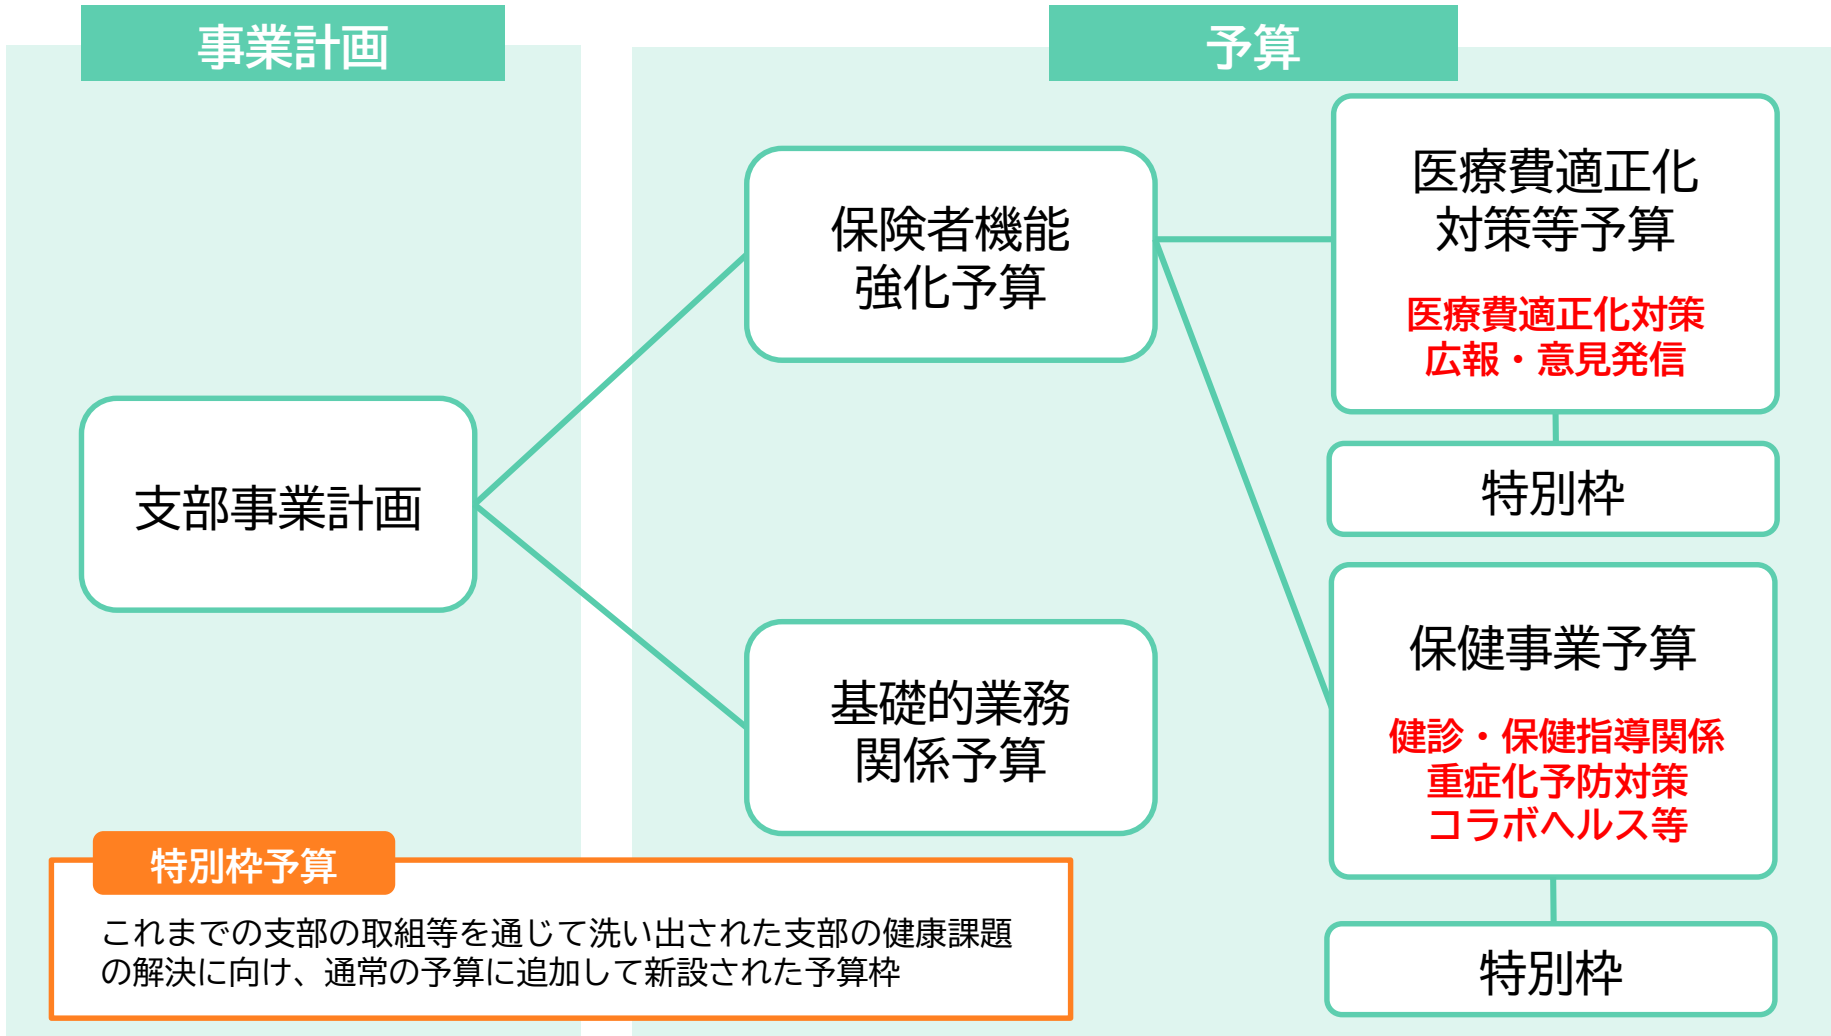 事業計画
予算
支部事業計画
保険者機能
強化予算
基礎的業務
関係予算
医療費適正化
対策等予算
医療費適正化対策
広報・意見発信
特別枠
保健事業予算
健診・保健指導関係
重症化予防対策
コラボヘルス等
特別枠
特別枠予算
これまでの支部の取組等を通じて洗い出された支部の健康課題
の解決に向け、通常の予算に追加して新設された予算枠